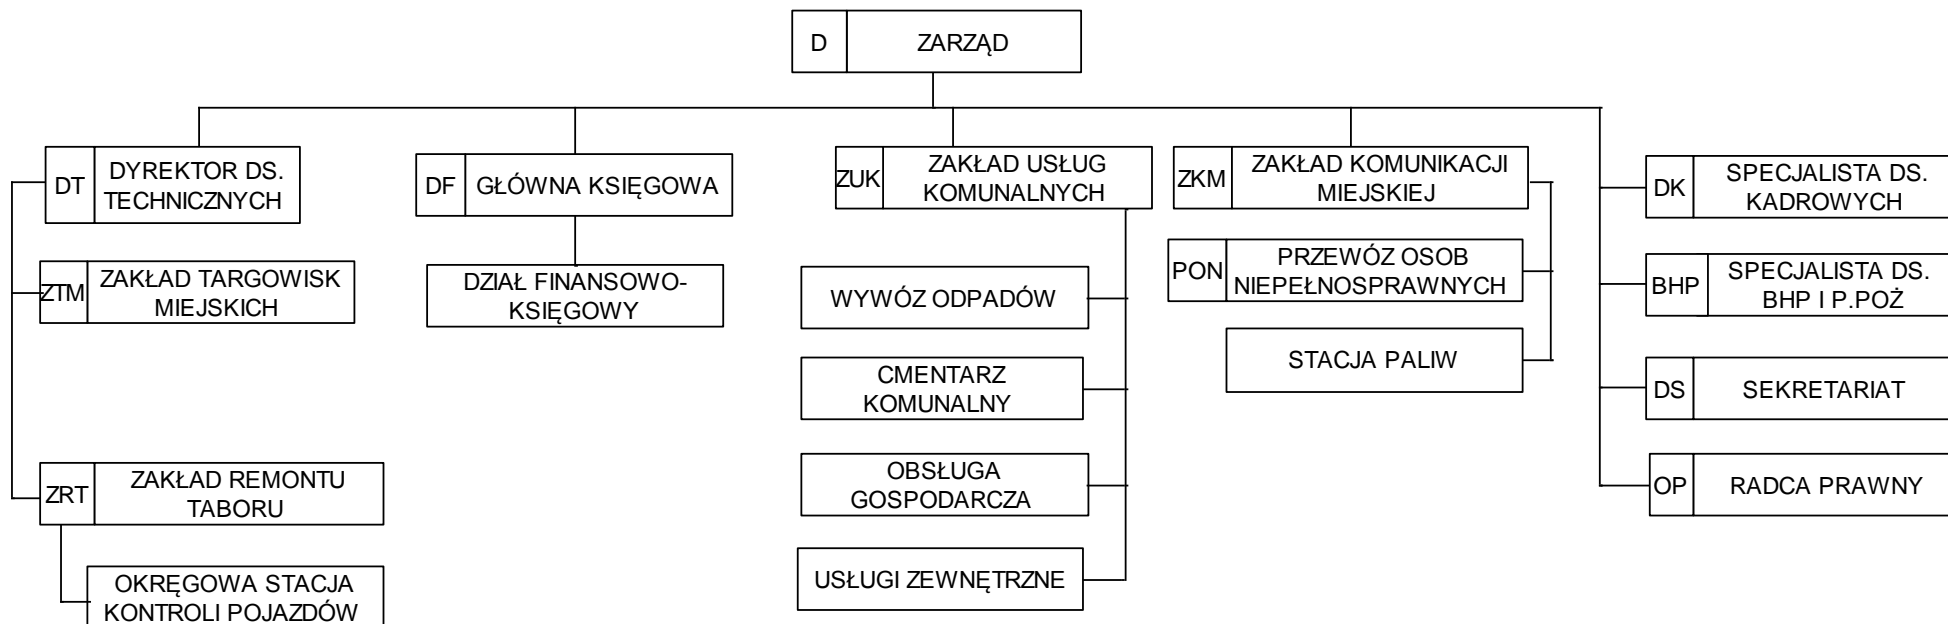 D
ZARZĄD
DT
DYREKTOR DS.
TECHNICZNYCH
ZTM
ZAKŁAD TARGOWISK
MIEJSKICH
ZRT
ZAKŁAD REMONTU
TABORU
OKRĘGOWA STACJA
KONTROLI POJAZDÓW
DF
GŁÓWNA KSIĘGOWA
DZIAŁ FINANSOWO-
KSIĘGOWY
ZUK
ZAKŁAD USŁUG
KOMUNALNYCH
WYWÓZ ODPADÓW
CMENTARZ
KOMUNALNY
OBSŁUGA
GOSPODARCZA
USŁUGI ZEWNĘTRZNE
ZKM
ZAKŁAD KOMUNIKACJI
MIEJSKIEJ
PON
PRZEWÓZ OSOB
NIEPEŁNOSPRAWNYCH
STACJA PALIW
DK
SPECJALISTA DS.
KADROWYCH
BHP
SPECJALISTA DS.
BHP I P.POŻ
DS
SEKRETARIAT
OP
RADCA PRAWNY